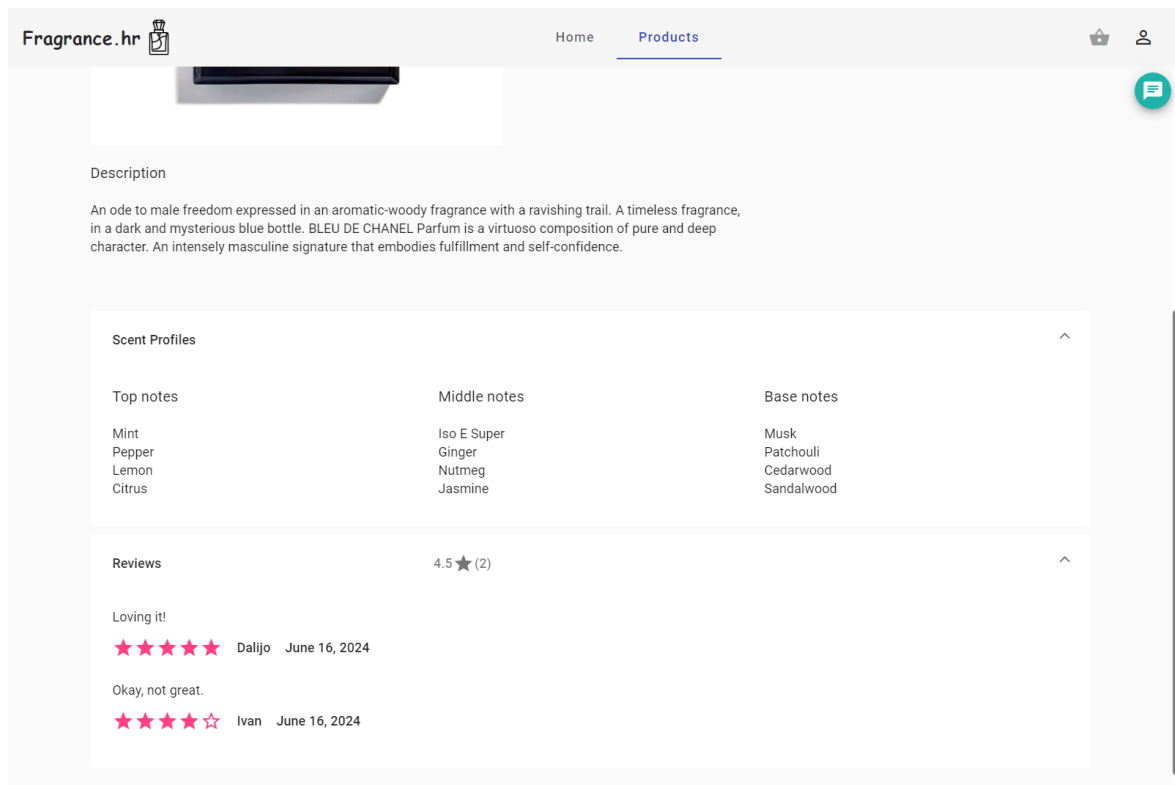 Fragrance.hr
Home
Products
Description
An ode to male freedom expressed in an aromatic-woody fragrance with a ravishing trail. A timeless fragrance,
in a dark and mysterious blue bottle. BLEU DE CHANEL Parfum is a virtuoso composition of pure and deep
character. An intensely masculine signature that embodies fulfillment and self-confidence.
Scent Profiles
Top notes
Mint
Pepper
Lemon
Citrus
Middle notes
Iso E Super
Ginger
Nutmeg
Jasmine
Base notes
Musk
Patchouli
Cedarwood
Sandalwood
Reviews 4.5 (2)
Loving it!
Dalijo June 16, 2024
Okay, not great.
Ivan June 16, 2024